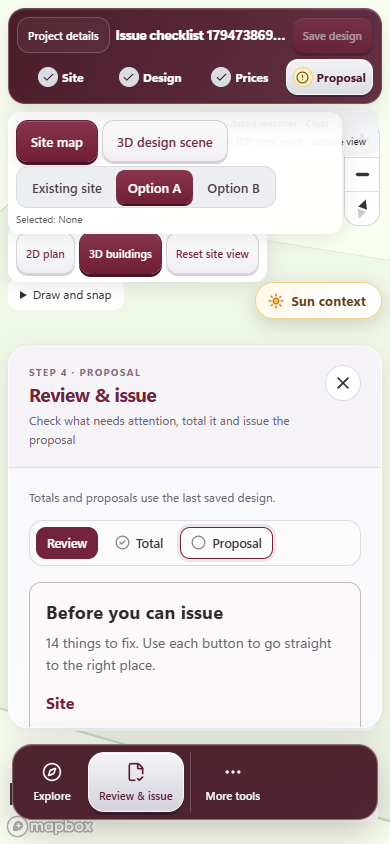 Project details
Issue checklist 179473869...
Save design
Site
Design
Prices
Proposal
Site map
3D design scene
outside view
Existing site
Option A
Option B
Selected: None
2D plan
3D buildings
Reset site view
▶ Draw and snap
Sun context
STEP 4 · PROPOSAL
Review & issue
Check what needs attention, total it and issue the
proposal
Totals and proposals use the last saved design.
Review
Total
Proposal
Before you can issue
14 things to fix. Use each button to go straight
to the right place.
Site
Explore
Review & issue
More tools
mapbox